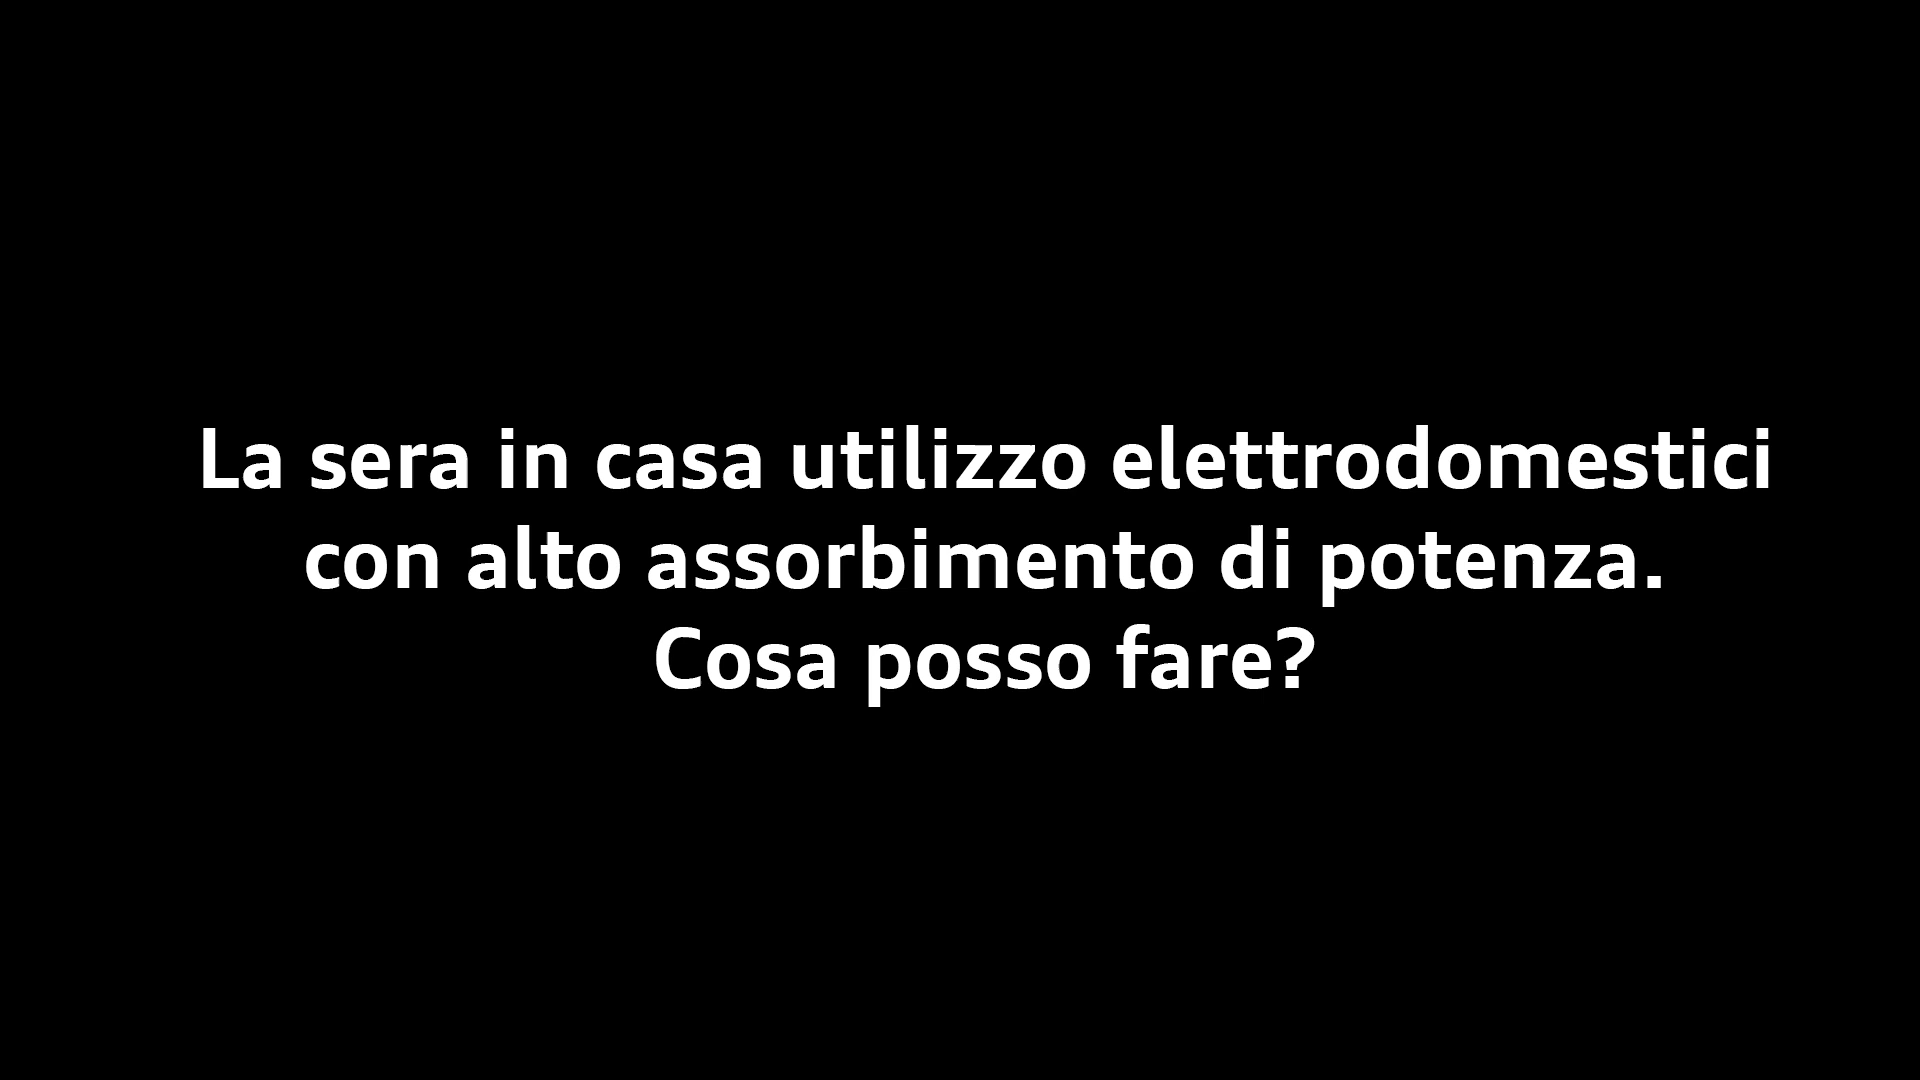 La sera in casa utilizzo elettrodomestici
con alto assorbimento di potenza.
Cosa posso fare?